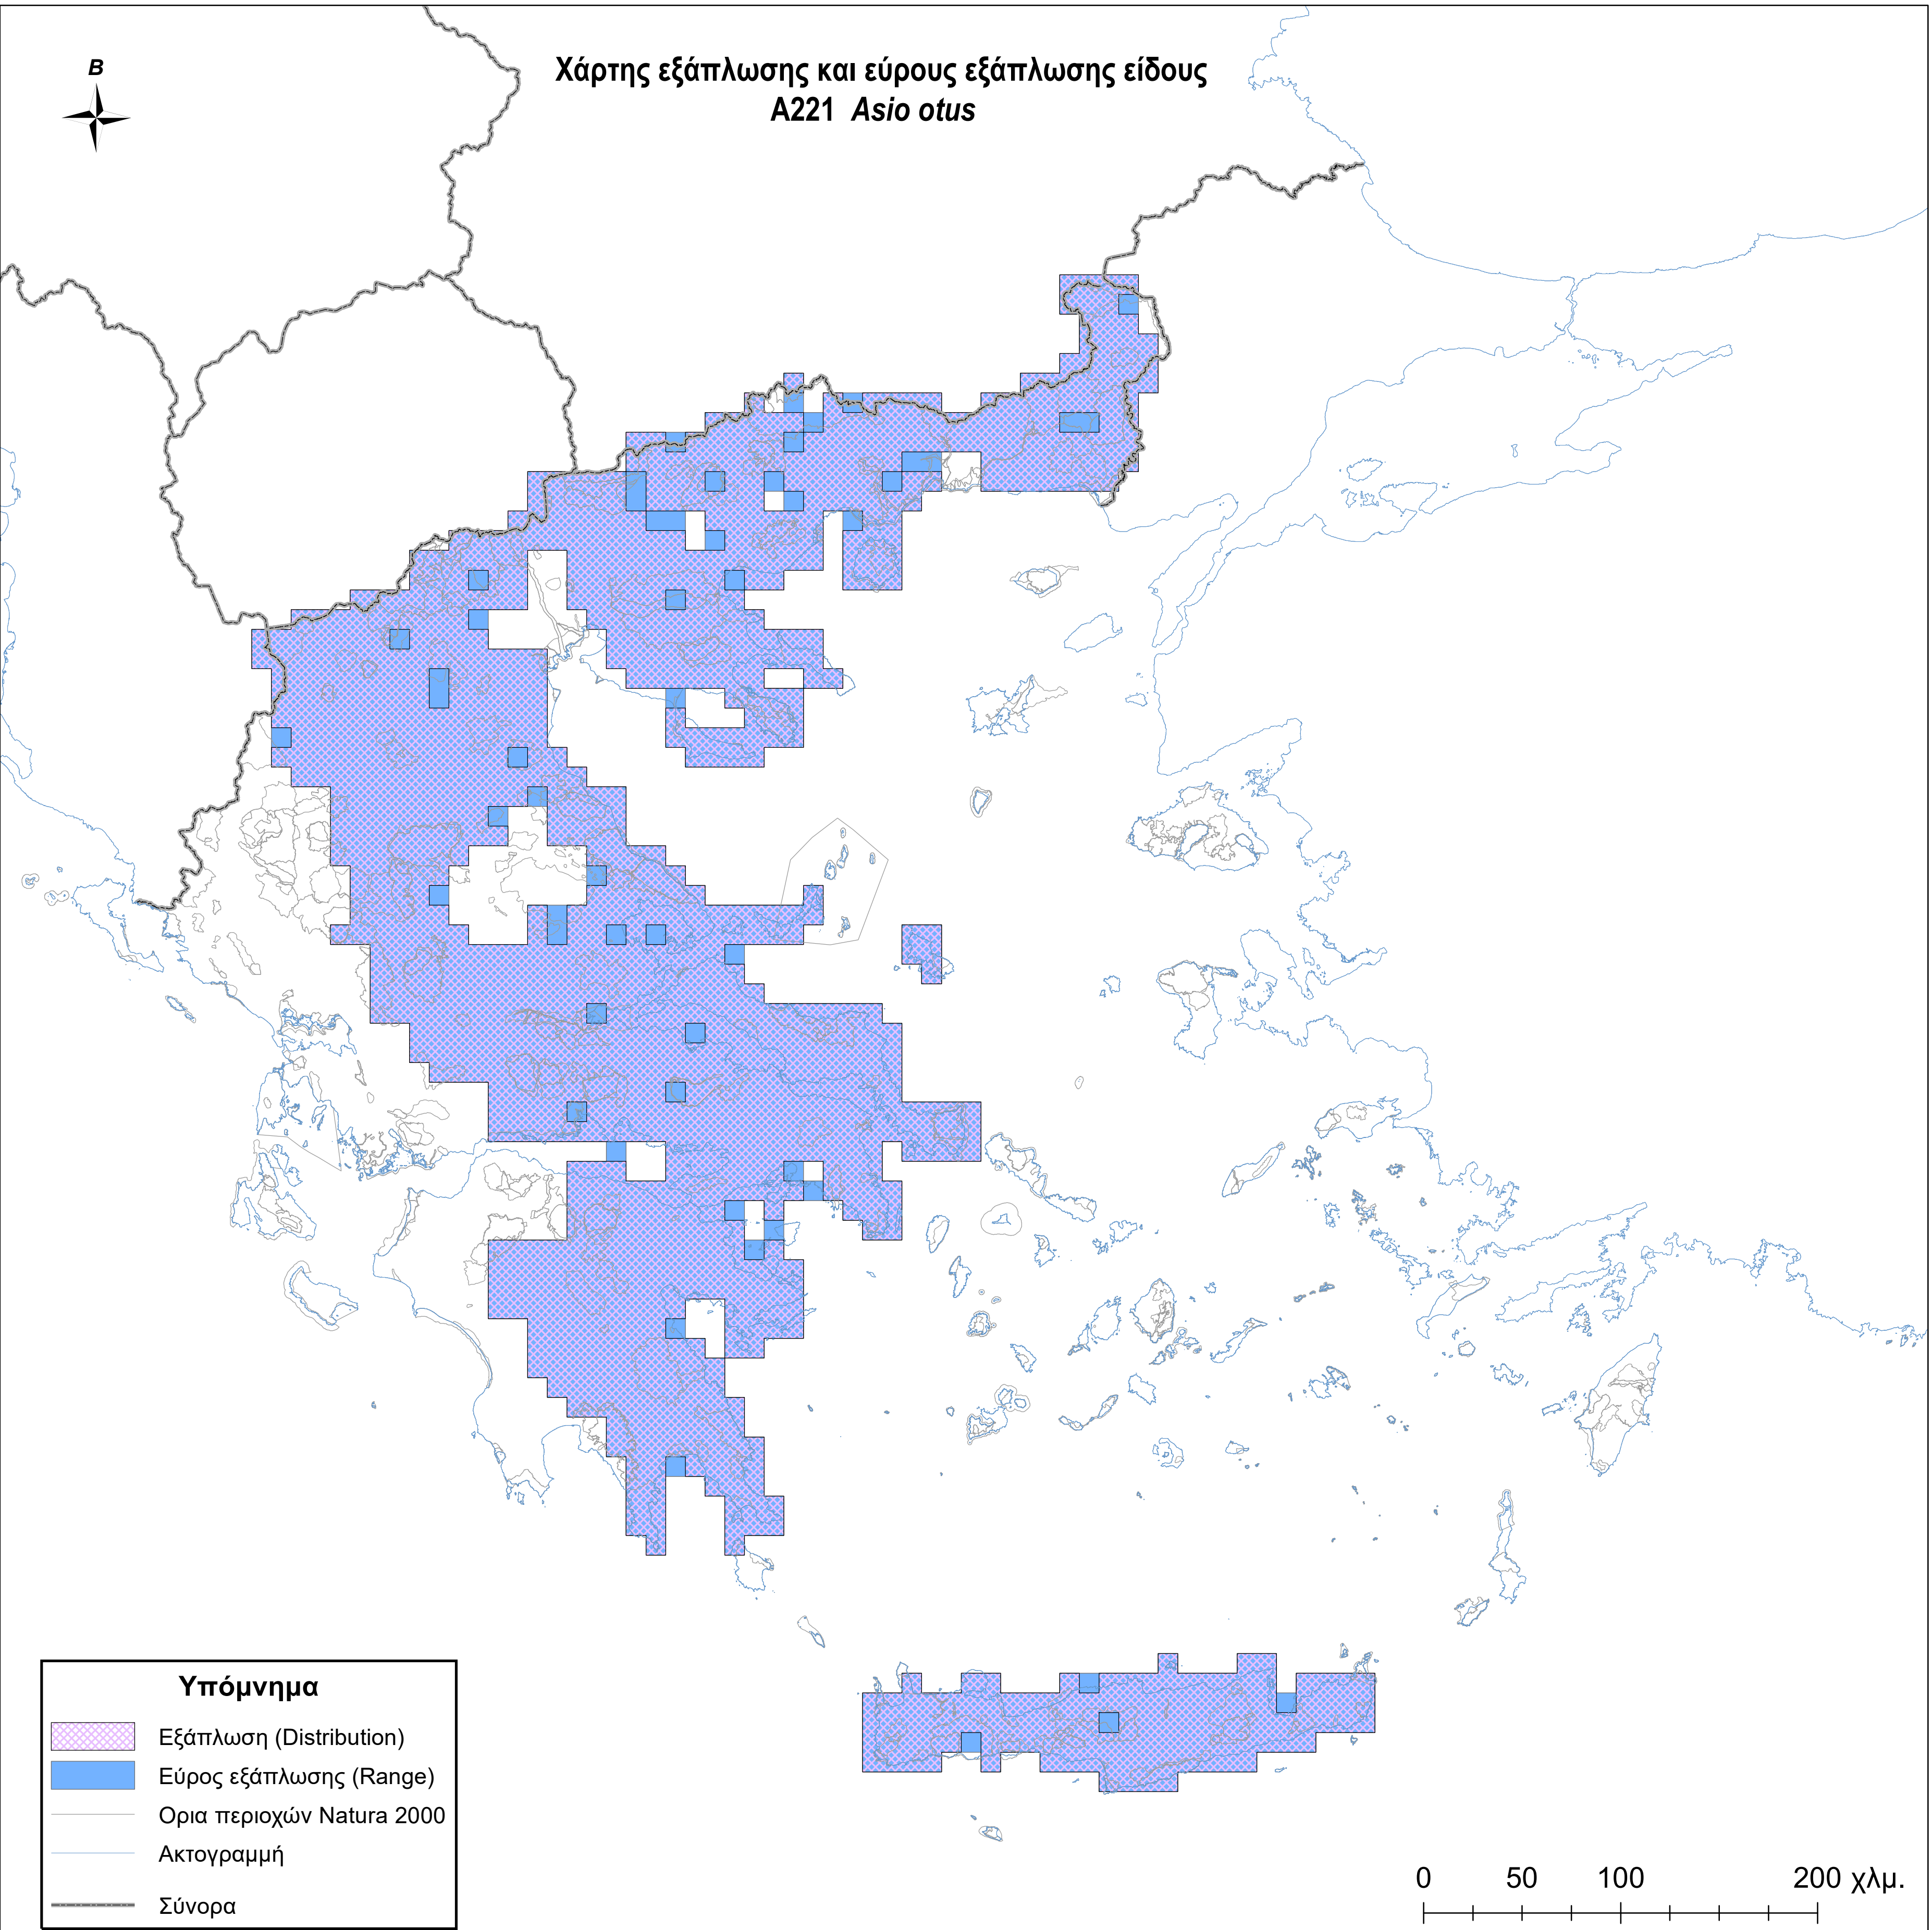 Β
Χάρτης εξάπλωσης και εύρους εξάπλωσης είδους
A221 Asio otus
Υπόμνημα
Εξάπλωση (Distribution)
Εύρος εξάπλωσης (Range)
Ορια περιοχών Natura 2000
Ακτογραμμή
Σύνορα
0 50 100 200 χλμ.